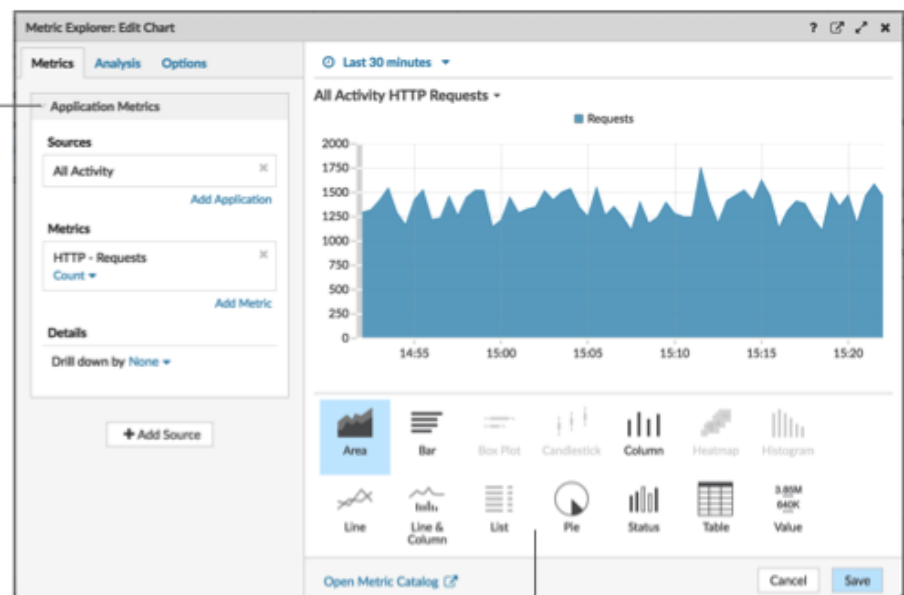 Metric Explorer: Edit Chart
?
Metrics Analysis Options
Last 30 minutes
Application Metrics
All Activity HTTP Requests
Requests
Sources
All Activity
Add Application
Metrics
HTTP - Requests
Count
Add Metric
Details
Drill down by None
+ Add Source
2000
1750
1500
1250
1000
750
500
250
0
14:55 15:00 15:05 15:10 15:15 15:20
Area Bar Box Plot Candlestick Column Heatmap Histogram
3.85M
640K
Line Line & Column List Pie Status Table Value
Open Metric Catalog
Cancel Save